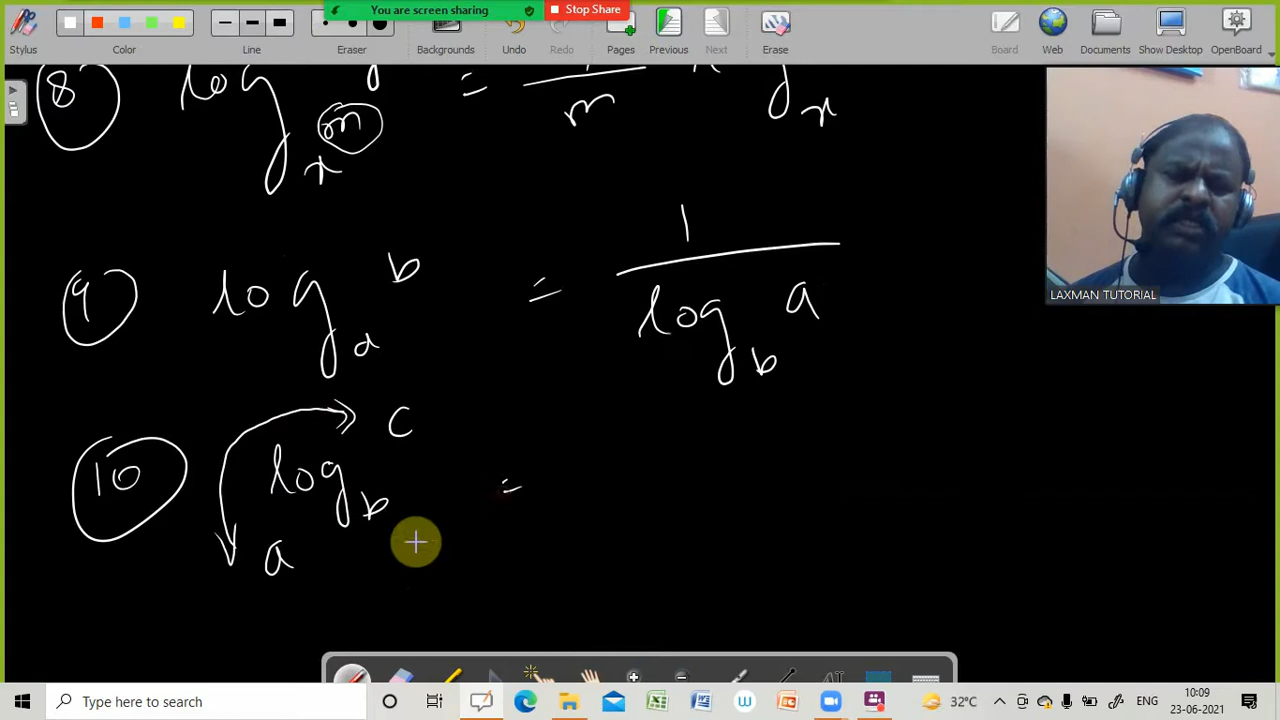 You are screen sharing Stop Share
Stylus Color Line Eraser Backgrounds Undo Redo Pages Previous Next Erase Board Web Documents Show Desktop OpenBoard
8 log x m = m x
9 log a b = 1 / log b a
10 a log b c =
LAXMAN TUTORIAL
Type here to search
32°C ENG 10:09
23-06-2021